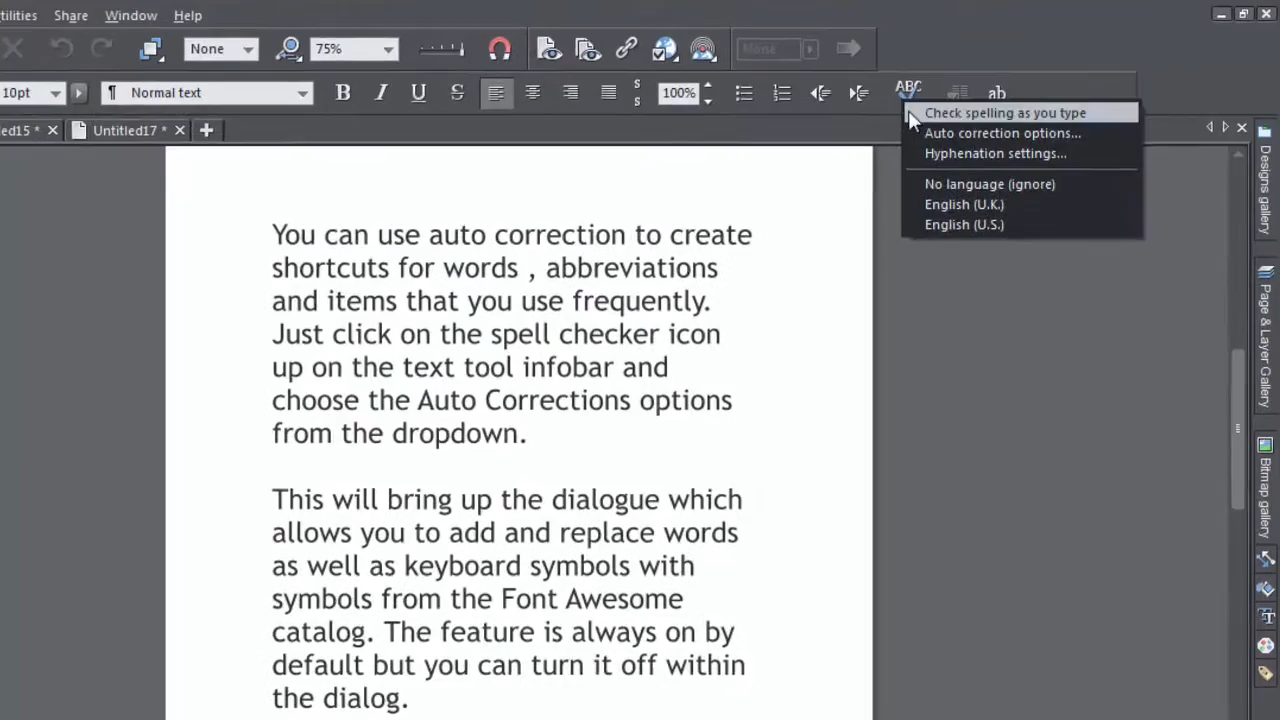 tilities Share Window Help
None 75% None
10pt ¶ Normal text B I U S S S 100% ABC ab
ed15 * Untitled17 *
Check spelling as you type
Auto correction options...
Hyphenation settings...
No language (ignore)
English (U.K.)
English (U.S.)
You can use auto correction to create
shortcuts for words , abbreviations
and items that you use frequently.
Just click on the spell checker icon
up on the text tool infobar and
choose the Auto Corrections options
from the dropdown.
This will bring up the dialogue which
allows you to add and replace words
as well as keyboard symbols with
symbols from the Font Awesome
catalog. The feature is always on by
default but you can turn it off within
the dialog.
Designs gallery
Page & Layer Gallery
Bitmap gallery